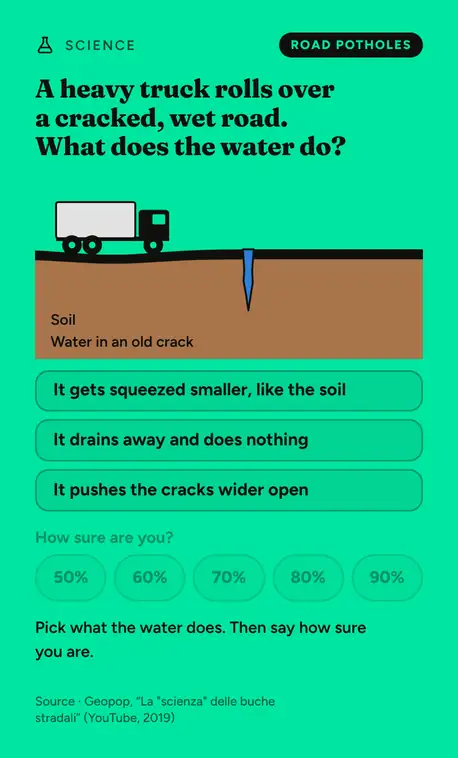 SCIENCE
ROAD POTHOLES
A heavy truck rolls over
a cracked, wet road.
What does the water do?
Soil
Water in an old crack
It gets squeezed smaller, like the soil
It drains away and does nothing
It pushes the cracks wider open
How sure are you?
50% 60% 70% 80% 90%
Pick what the water does. Then say how sure
you are.
Source · Geopop, “La "scienza" delle buche
stradali” (YouTube, 2019)